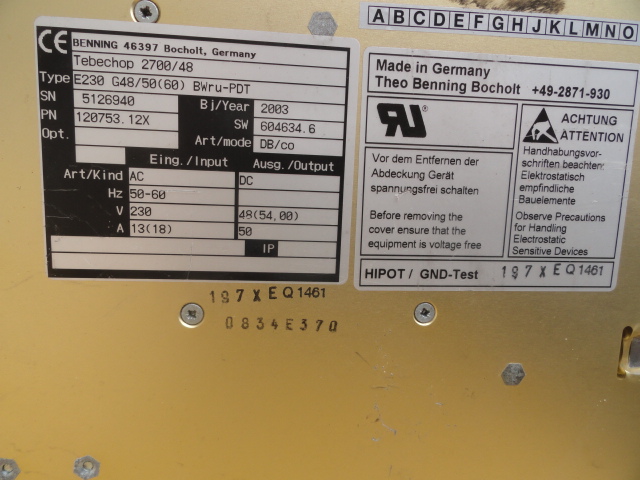 CE BENNING 46397 Bocholt, Germany
Tebechop 2700/48
Type E230 G48/50(60) BWru-PDT
SN 5126940 Bj/Year 2003
PN 120753.12X SW 604634.6
Opt. Art/mode DB/co
Eing./Input Ausg./Output
Art/Kind AC DC
Hz 50-60
V 230 48(54,00)
A 13(18) 50
IP
A B C D E F G H J K L M N O
Made in Germany
Theo Benning Bocholt +49-2871-930
RU
ACHTUNG
ATTENTION
Vor dem Entfernen der
Abdeckung Gerät
spannungsfrei schalten
Before removing the
cover ensure that the
equipment is voltage free
Handhabungsvor-
schriften beachten
Elektrostatisch
empfindliche
Bauelemente
Observe Precautions
for Handling
Electrostatic
Sensitive Devices
HIPOT / GND-Test 197XEQ1461
197XEQ1461
0834E370